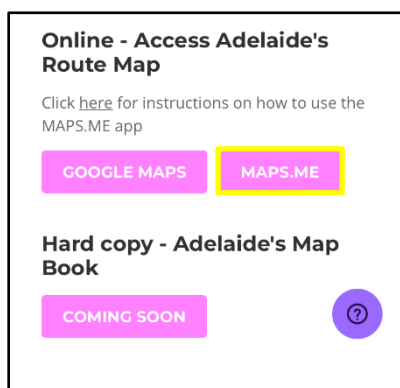 Online - Access Adelaide's
Route Map
Click here for instructions on how to use the
MAPS.ME app
GOOGLE MAPS MAPS.ME
Hard copy - Adelaide's Map
Book
COMING SOON
?